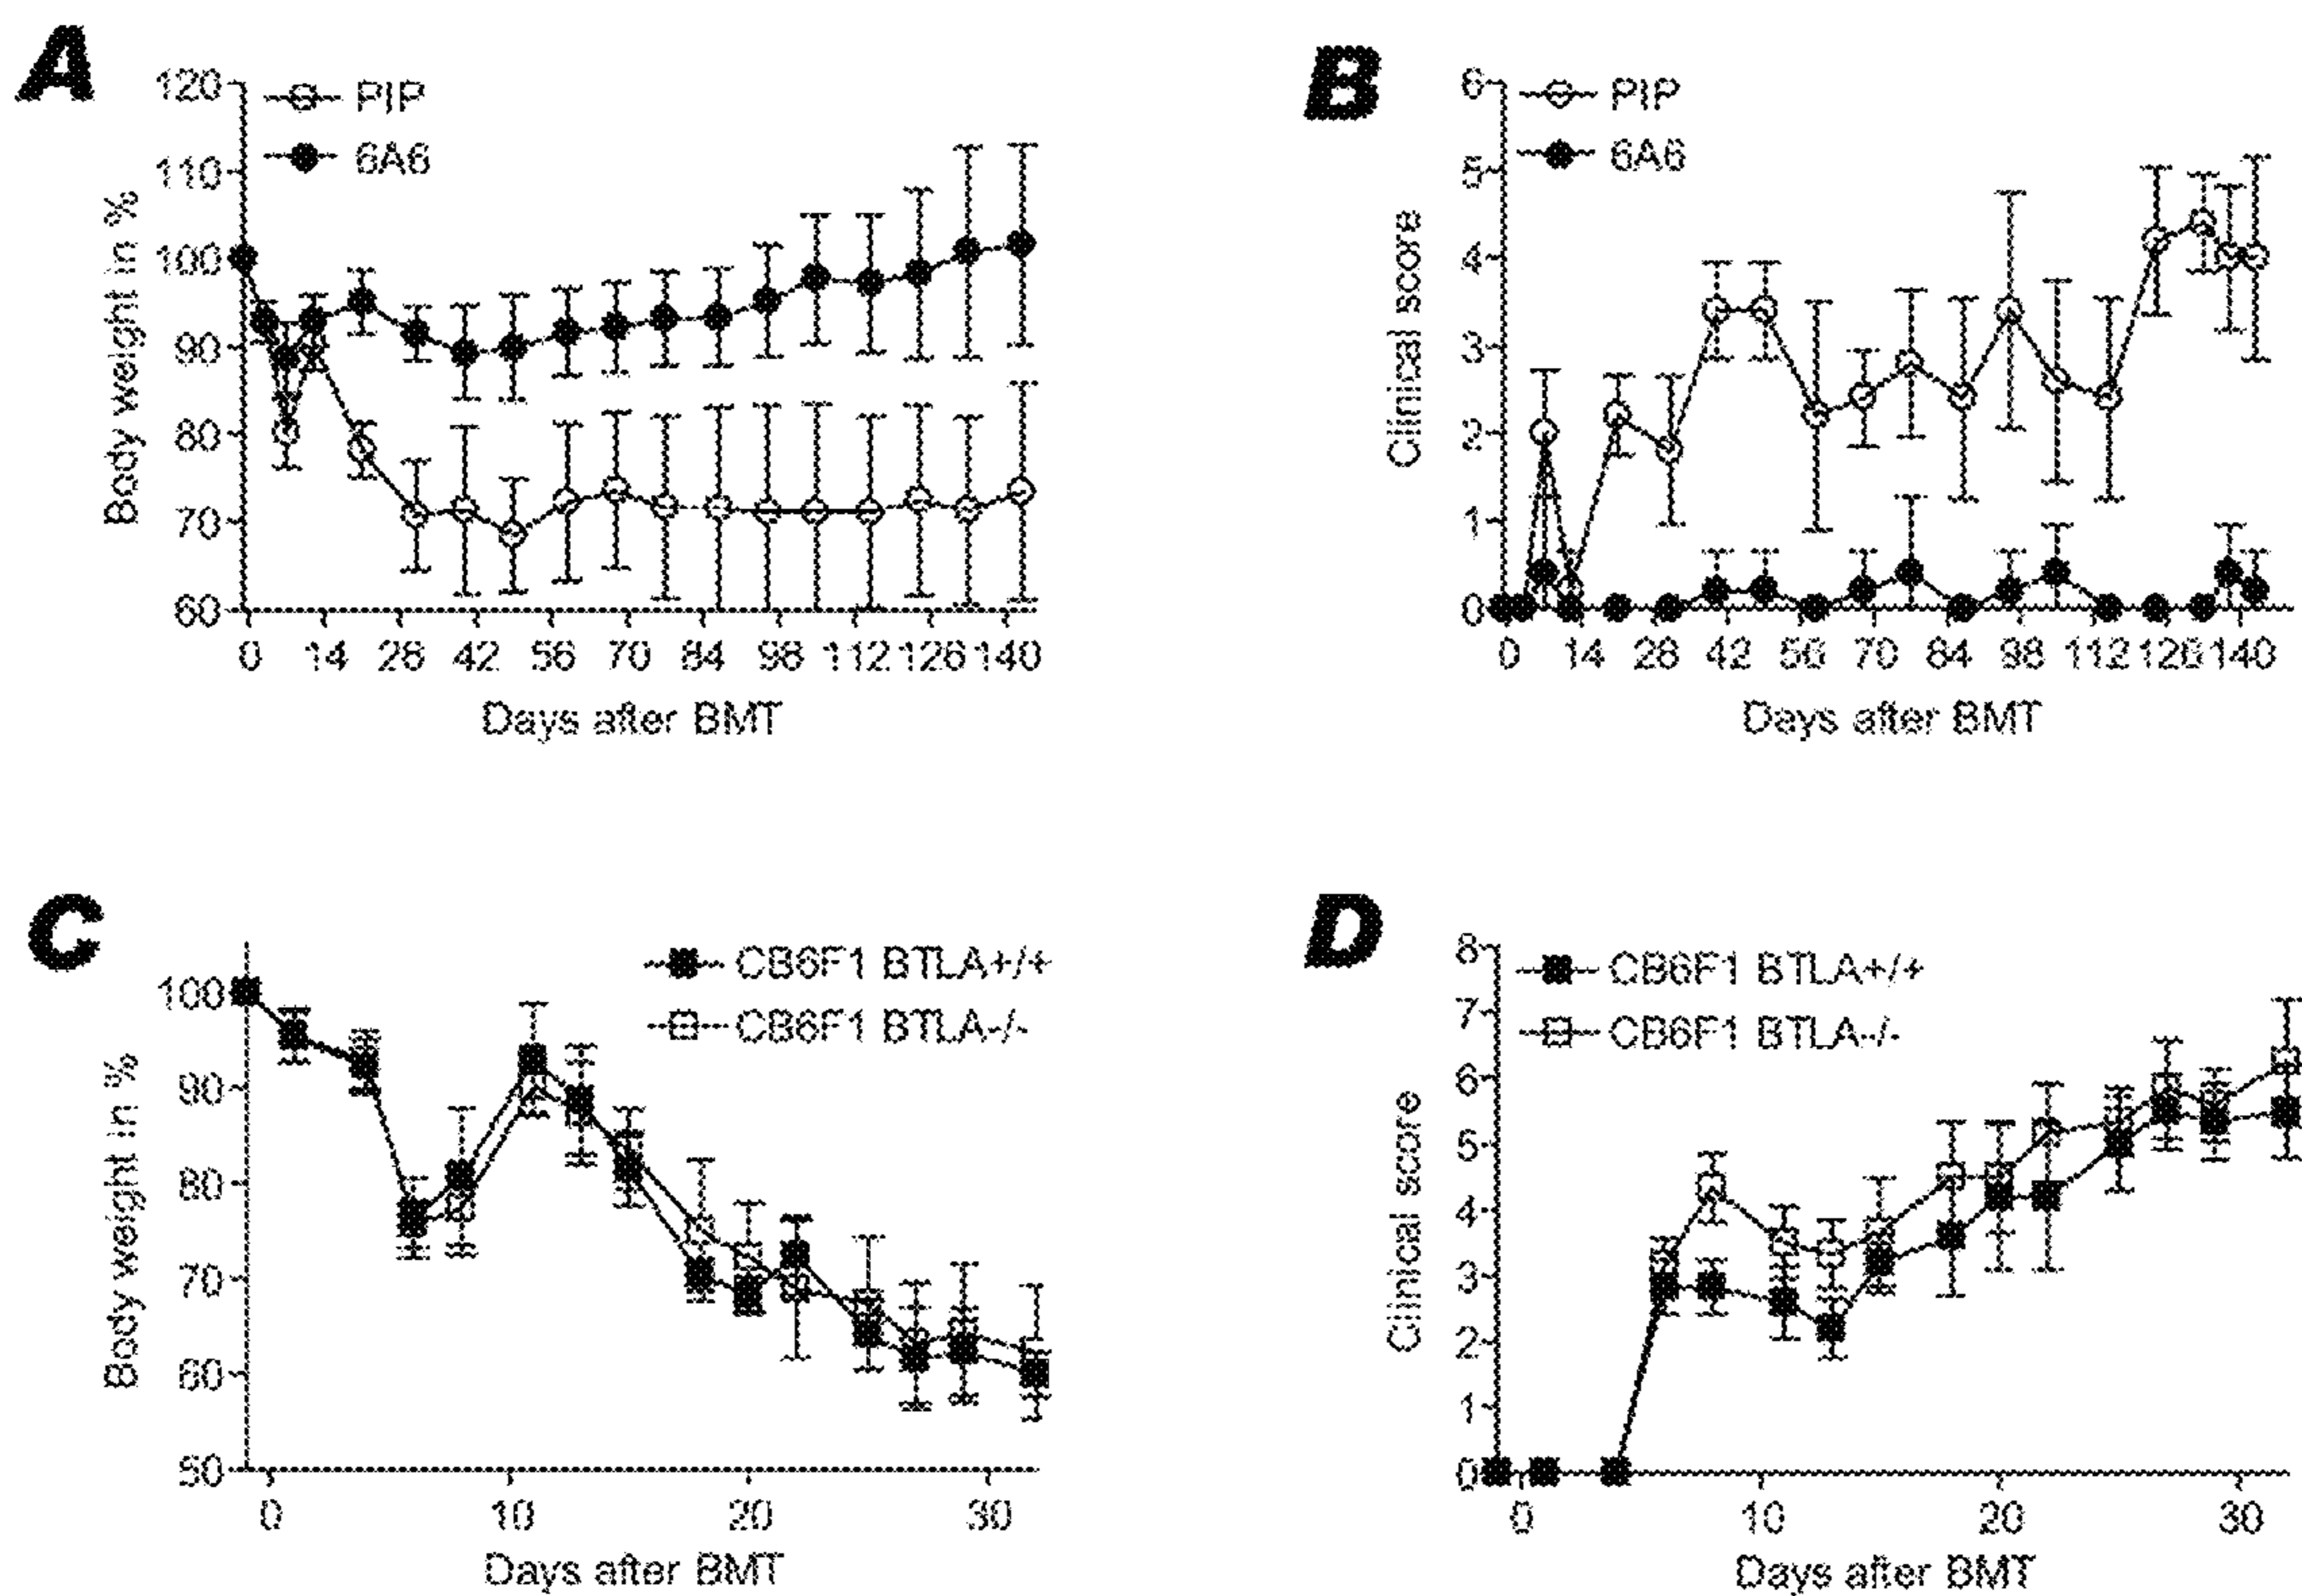 A
PIP
6A6
Body weight in %
120
110
100
90
80
70
60
0 14 28 42 56 70 84 98 112 126 140
Days after BMT
B
PIP
6A6
Clinical score
6
5
4
3
2
1
0
0 14 28 42 56 70 84 98 112 126 140
Days after BMT
C
CB6F1 BTLA+/+
CB6F1 BTLA-/-
Body weight in %
100
90
80
70
60
50
0 10 20 30
Days after BMT
D
CB6F1 BTLA+/+
CB6F1 BTLA-/-
Clinical score
8
7
6
5
4
3
2
1
0
0 10 20 30
Days after BMT